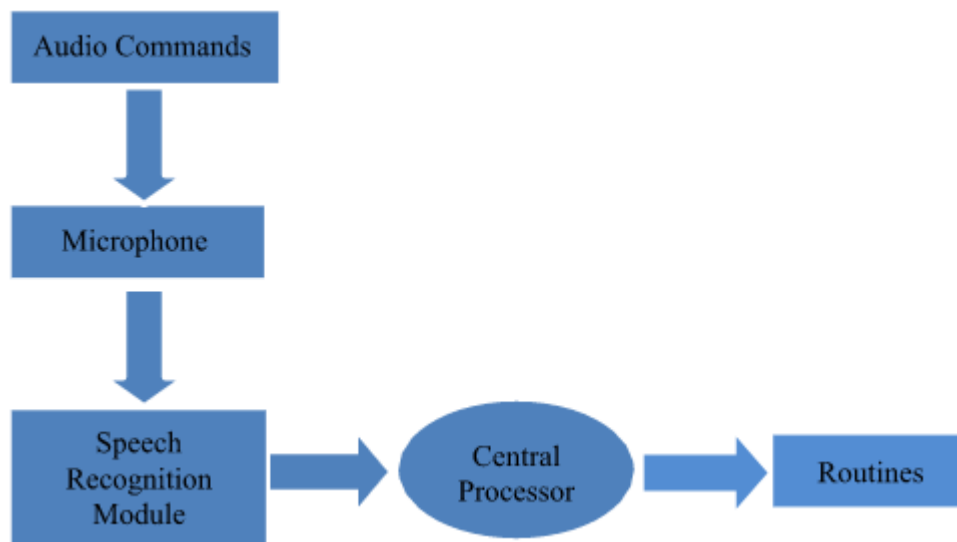 Audio Commands
Microphone
Speech
Recognition
Module
Central
Processor
Routines